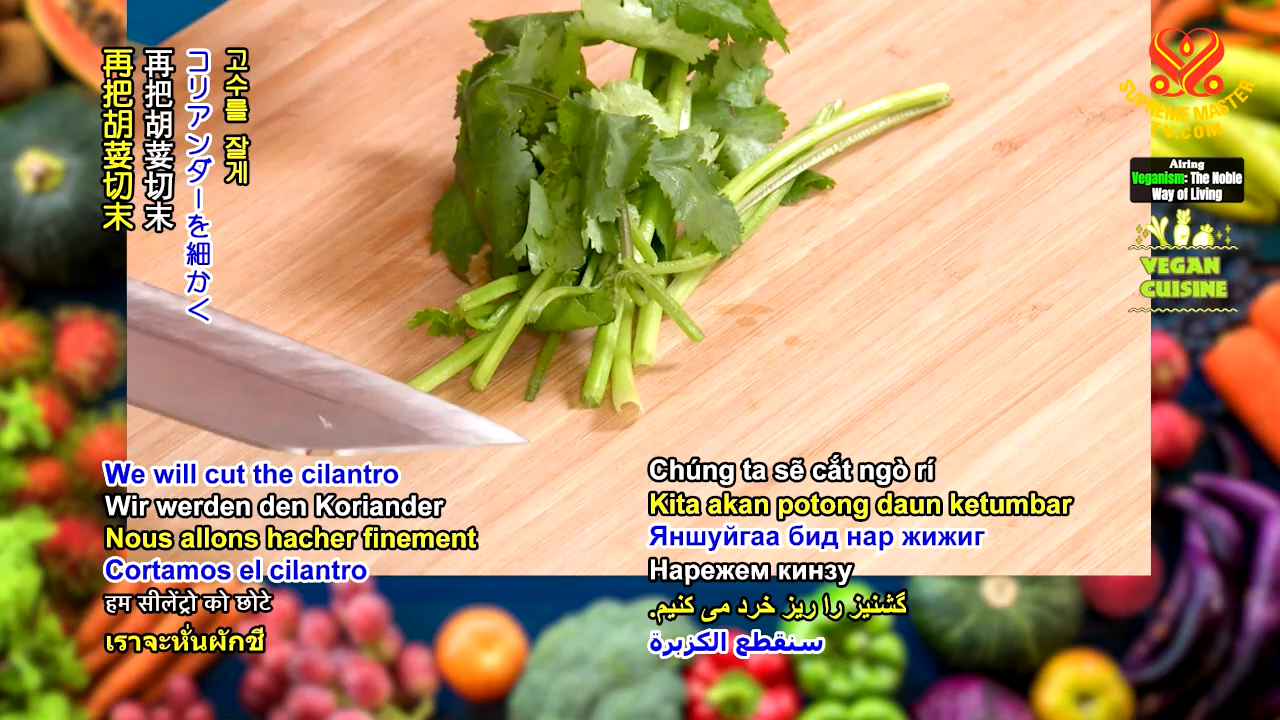 再把胡荽切末
再把胡荽切末
コリアンダーを細かく
고수를 잘게
SUPREME MASTER
TV.COM
Airing
Veganism: The Noble
Way of Living
VEGAN
CUISINE
We will cut the cilantro
Wir werden den Koriander
Nous allons hacher finement
Cortamos el cilantro
हम सीलेंट्रो को छोटे
เราจะหั่นผักชี
Chúng ta sẽ cắt ngò rí
Kita akan potong daun ketumbar
Яншуйгаа бид нар жижиг
Нарежем кинзу
گشنیز را ریز خرد می کنیم.
سنقطع الكزبرة